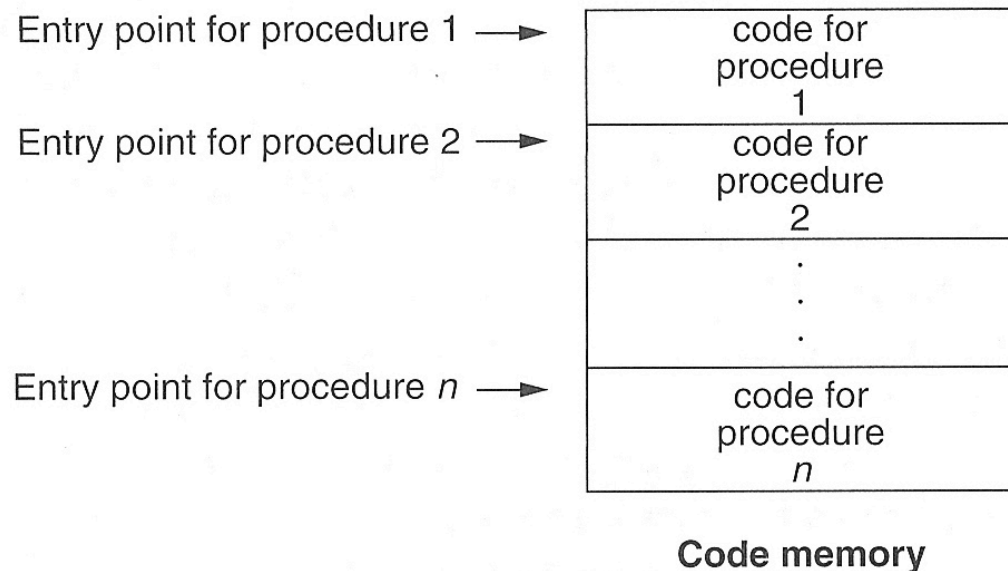 Entry point for procedure 1
code for
procedure
1
Entry point for procedure 2
code for
procedure
2
.
.
.
Entry point for procedure n
code for
procedure
n
Code memory